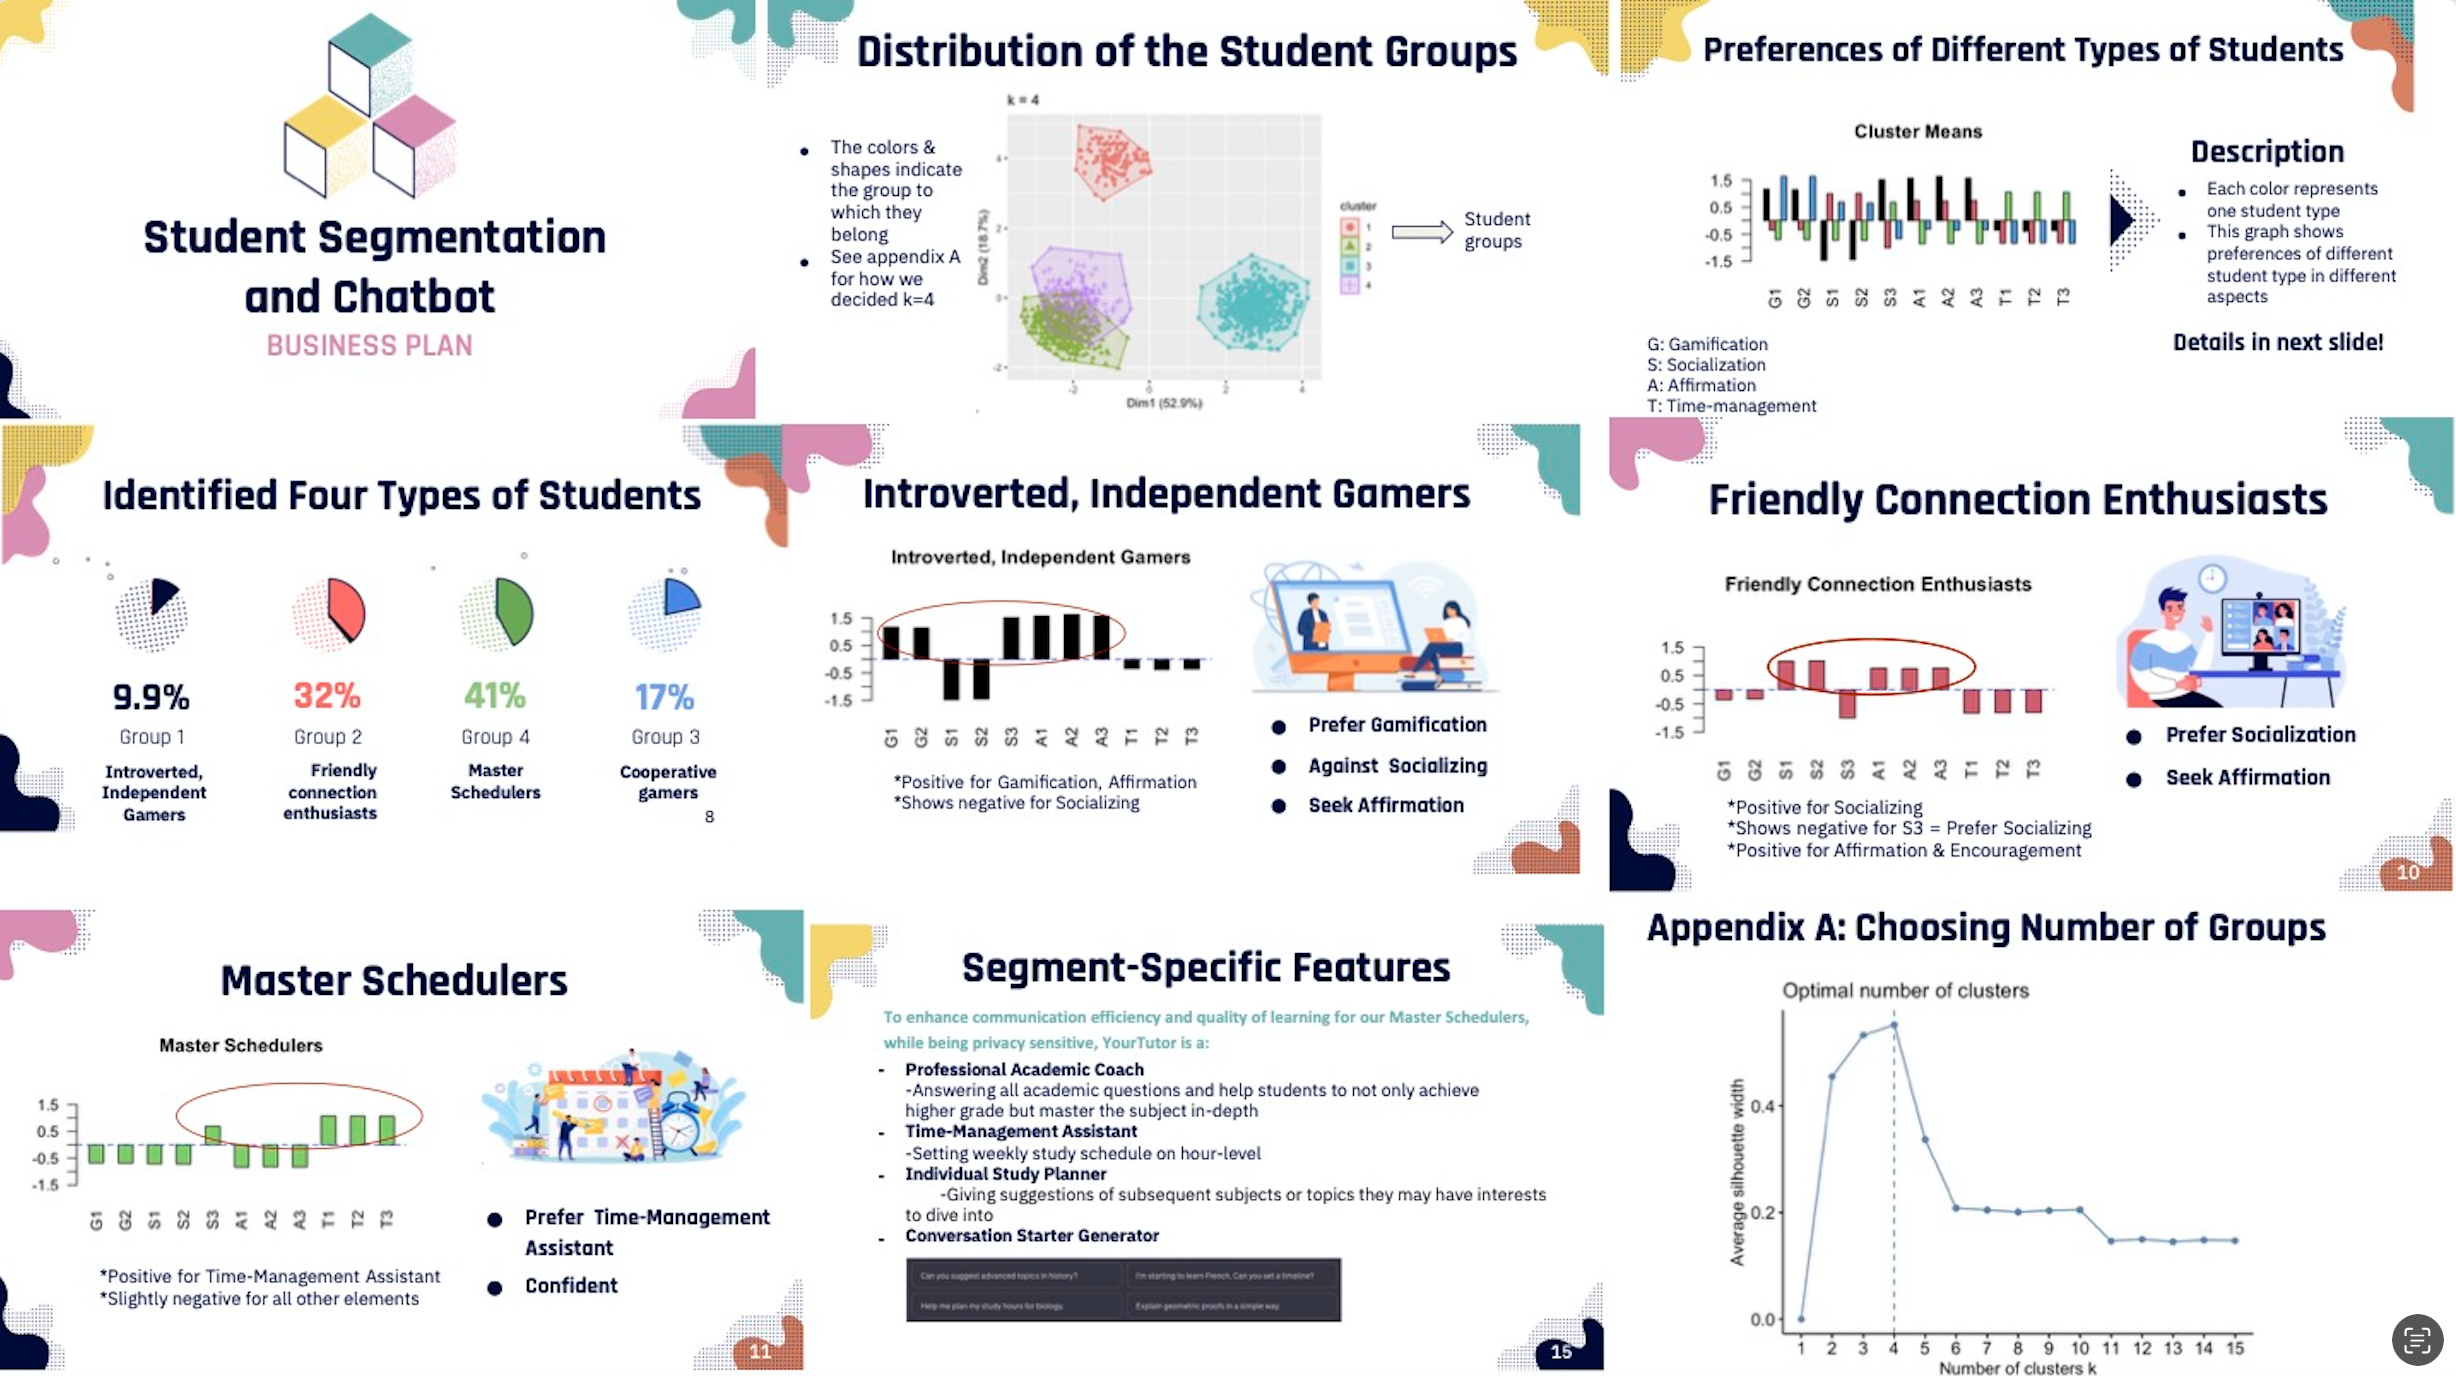 Student Segmentation
and Chatbot
BUSINESS PLAN
Distribution of the Student Groups
k = 4
The colors &
shapes indicate
the group to
which they
belong
See appendix A
for how we
decided k=4
Dim2 (18.7%)
4
2
0
-2
-2
0
2
4
Dim1 (52.9%)
cluster
1
2
3
4
Student
groups
Preferences of Different Types of Students
Cluster Means
1.5
0.5
-0.5
-1.5
G1 G2 S1 S2 S3 A1 A2 A3 T1 T2 T3
G: Gamification
S: Socialization
A: Affirmation
T: Time-management
Description
Each color represents
one student type
This graph shows
preferences of different
student type in different
aspects
Details in next slide!
Identified Four Types of Students
9.9% 32% 41% 17%
Group 1 Group 2 Group 4 Group 3
Introverted,
Independent
Gamers
Friendly
connection
enthusiasts
Master
Schedulers
Cooperative
gamers
8
Introverted, Independent Gamers
Introverted, Independent Gamers
1.5
0.5
-0.5
-1.5
G1 G2 S1 S2 S3 A1 A2 A3 T1 T2 T3
*Positive for Gamification, Affirmation
*Shows negative for Socializing
Prefer Gamification
Against Socializing
Seek Affirmation
Friendly Connection Enthusiasts
Friendly Connection Enthusiasts
1.5
0.5
-0.5
-1.5
G1 G2 S1 S2 S3 A1 A2 A3 T1 T2 T3
*Positive for Socializing
*Shows negative for S3 = Prefer Socializing
*Positive for Affirmation & Encouragement
Prefer Socialization
Seek Affirmation
10
Master Schedulers
Master Schedulers
1.5
0.5
-0.5
-1.5
G1 G2 S1 S2 S3 A1 A2 A3 T1 T2 T3
*Positive for Time-Management Assistant
*Slightly negative for all other elements
Prefer Time-Management
Assistant
Confident
11
Segment-Specific Features
To enhance communication efficiency and quality of learning for our Master Schedulers,
while being privacy sensitive, YourTutor is a:
- Professional Academic Coach
-Answering all academic questions and help students to not only achieve
higher grade but master the subject in-depth
- Time-Management Assistant
-Setting weekly study schedule on hour-level
- Individual Study Planner
-Giving suggestions of subsequent subjects or topics they may have interests
to dive into
- Conversation Starter Generator
Can you suggest advanced topics in history?
I'm starting to learn French. Can you set a timeline?
Help me plan my study hours for biology.
Explain geometric proofs in a simple way.
15
Appendix A: Choosing Number of Groups
Optimal number of clusters
Average silhouette width
0.4
0.2
0.0
1 2 3 4 5 6 7 8 9 10 11 12 13 14 15
Number of clusters k